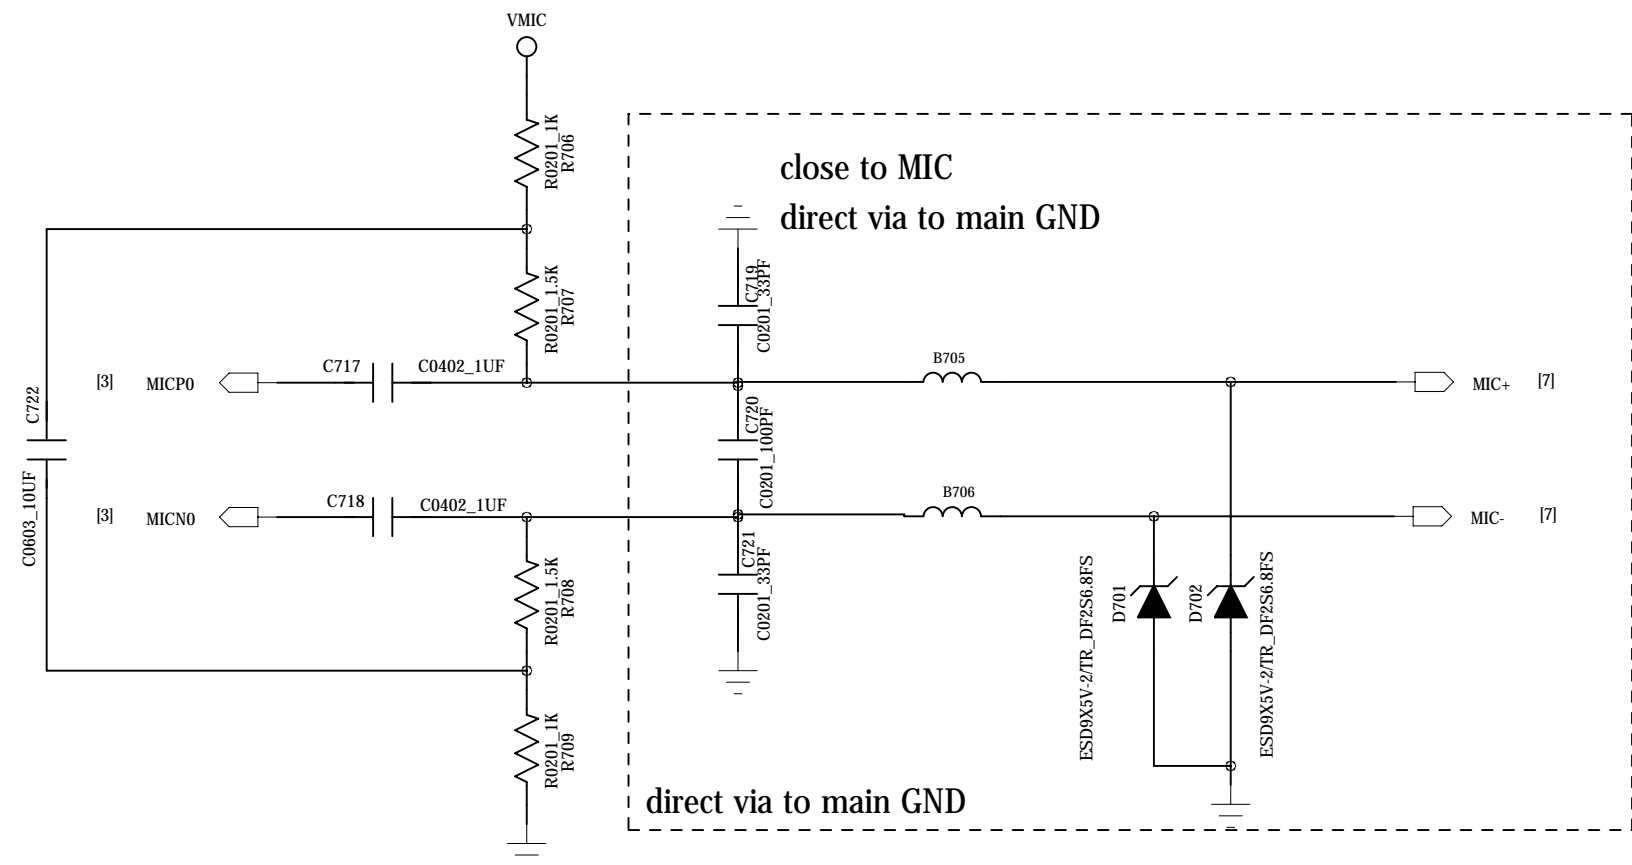 VMIC
R0201_1K
R706
close to MIC
direct via to main GND
R0201_1.5K
R707
C719
C0201_33PF
[3] MICP0
C717
C0402_1UF
B705
MIC+ [7]
C722
C0603_10UF
C720
C0201_100PF
[3] MICN0
C718
C0402_1UF
B706
MIC- [7]
R0201_1.5K
R708
C721
C0201_33PF
D701
ESD9X5V-2/TR_DF2S6.8FS
D702
ESD9X5V-2/TR_DF2S6.8FS
R0201_1K
R709
direct via to main GND